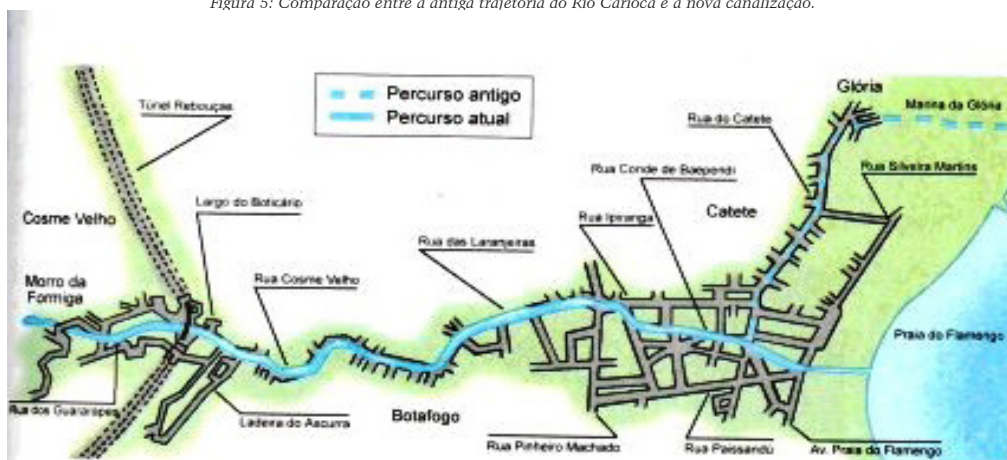 Figura 5: Comparação entre a antiga trajetória do Rio Carioca e a nova canalização.
Percurso antigo
Percurso atual
Glória
Marina da Glória
Túnel Rebouças
Rua do Catete
Rua Conde de Baependi
Rua Silveira Martins
Cosme Velho
Largo do Boticário
Catete
Rua Ipiranga
Rua das Laranjeiras
Morro da
Formiga
Rua Cosme Velho
Praia do Flamengo
Rua dos Guararapes
Ladeira do Ascurra
Botafogo
Rua Pinheiro Machado
Rua Paissandú
Av. Praia do Flamengo